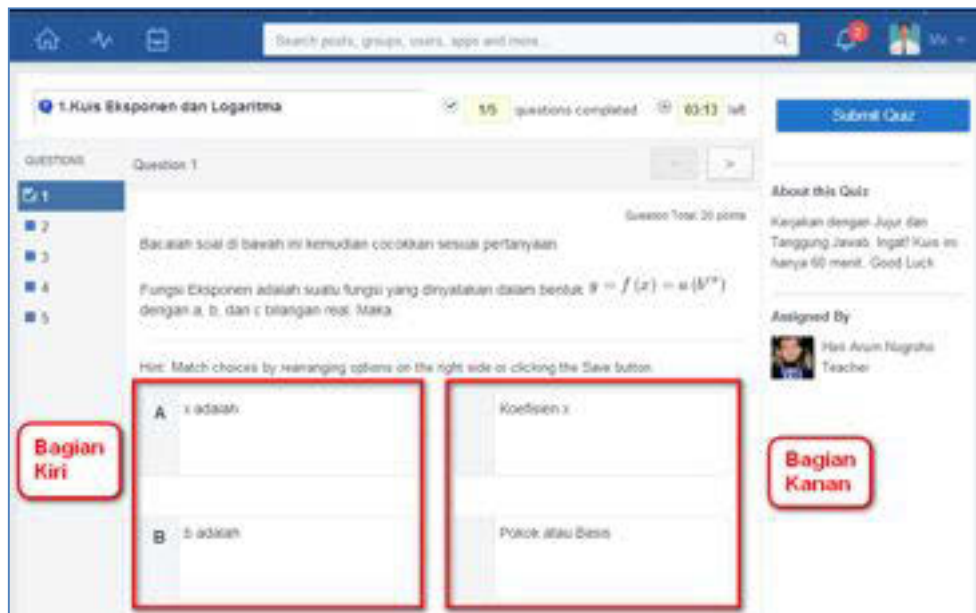 Search posts, groups, users, apps and more...
2
Me
1.Kuis Eksponen dan Logaritma
1/5 questions completed
03:13 left
Submit Quiz
QUESTIONS
Question 1
< >
1
2
3
4
5
Question Total: 20 points
Bacalah soal di bawah ini kemudian cocokkan sesuai pertanyaan
Fungsi Eksponen adalah suatu fungsi yang dinyatakan dalam bentuk y = f(x) = a(b^{cx})
dengan a, b, dan c bilangan real. Maka
Hint: Match choices by rearranging options on the right side or clicking the Save button.
A x adalah
Koefisien x
B b adalah
Pokok atau Basis
Bagian
Kiri
Bagian
Kanan
About this Quiz
Kerjakan dengan Jujur dan
Tanggung Jawab. Ingat! Kuis ini
hanya 60 menit. Good Luck
Assigned By
Hari Arum Nugroho
Teacher